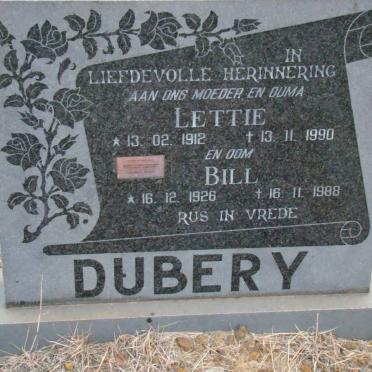 IN
LIEFDEVOLLE HERINNERING
AAN ONS MOEDER EN OUMA
LETTIE
* 13. 02. 1912 † 13. 11. 1990
EN OOM
BILL
* 16. 12. 1926 † 16. 11. 1988
RUS IN VREDE
DUBERY